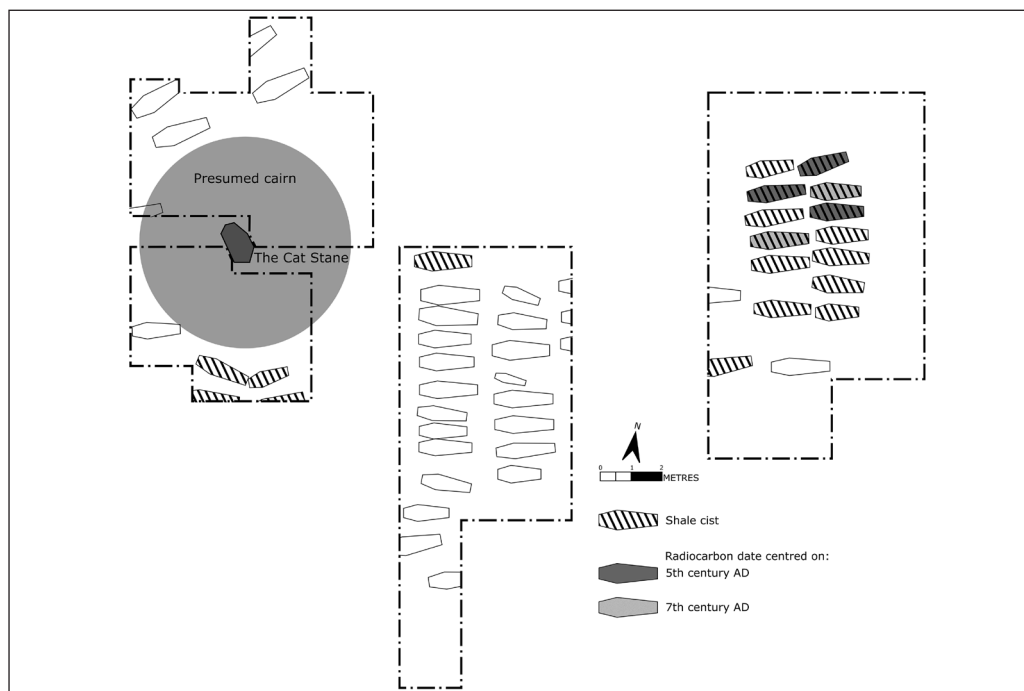 Presumed cairn
The Cat Stane
N
0 1 2
METRES
Shale cist
Radiocarbon date centred on:
5th century AD
7th century AD